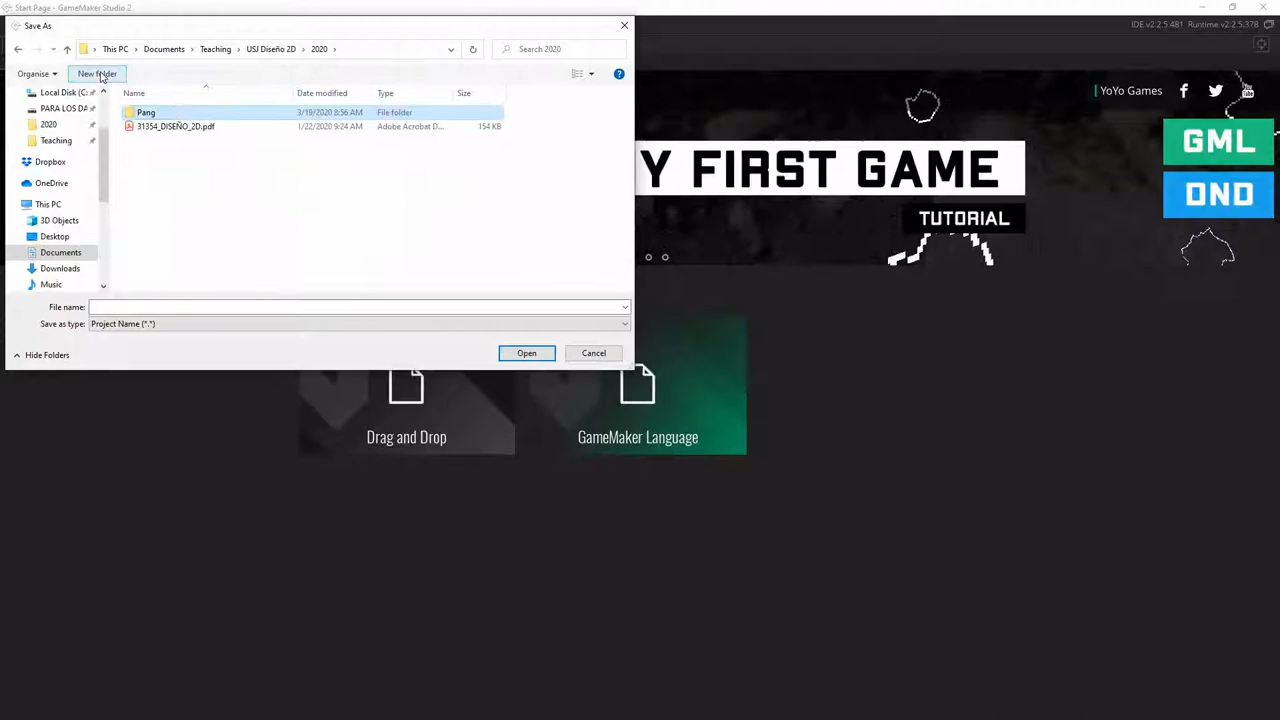 Start Page - GameMaker Studio 2
IDE v2.2.5.481 Runtime v2.2.5.378
Save As
This PC > Documents > Teaching > USJ Diseño 2D > 2020 >
Search 2020
Organise
New folder
Name
Date modified
Type
Size
Local Disk (C:)
Pang
3/19/2020 8:56 AM
File folder
PARA LOS DA
31354_DISEÑO_2D.pdf
1/22/2020 9:24 AM
Adobe Acrobat D...
154 KB
2020
Teaching
Dropbox
OneDrive
This PC
3D Objects
Desktop
Documents
Downloads
Music
File name:
Save as type:
Project Name (*.*)
Hide Folders
Open
Cancel
YoYo Games
GML
DND
Y FIRST GAME
TUTORIAL
Drag and Drop
GameMaker Language